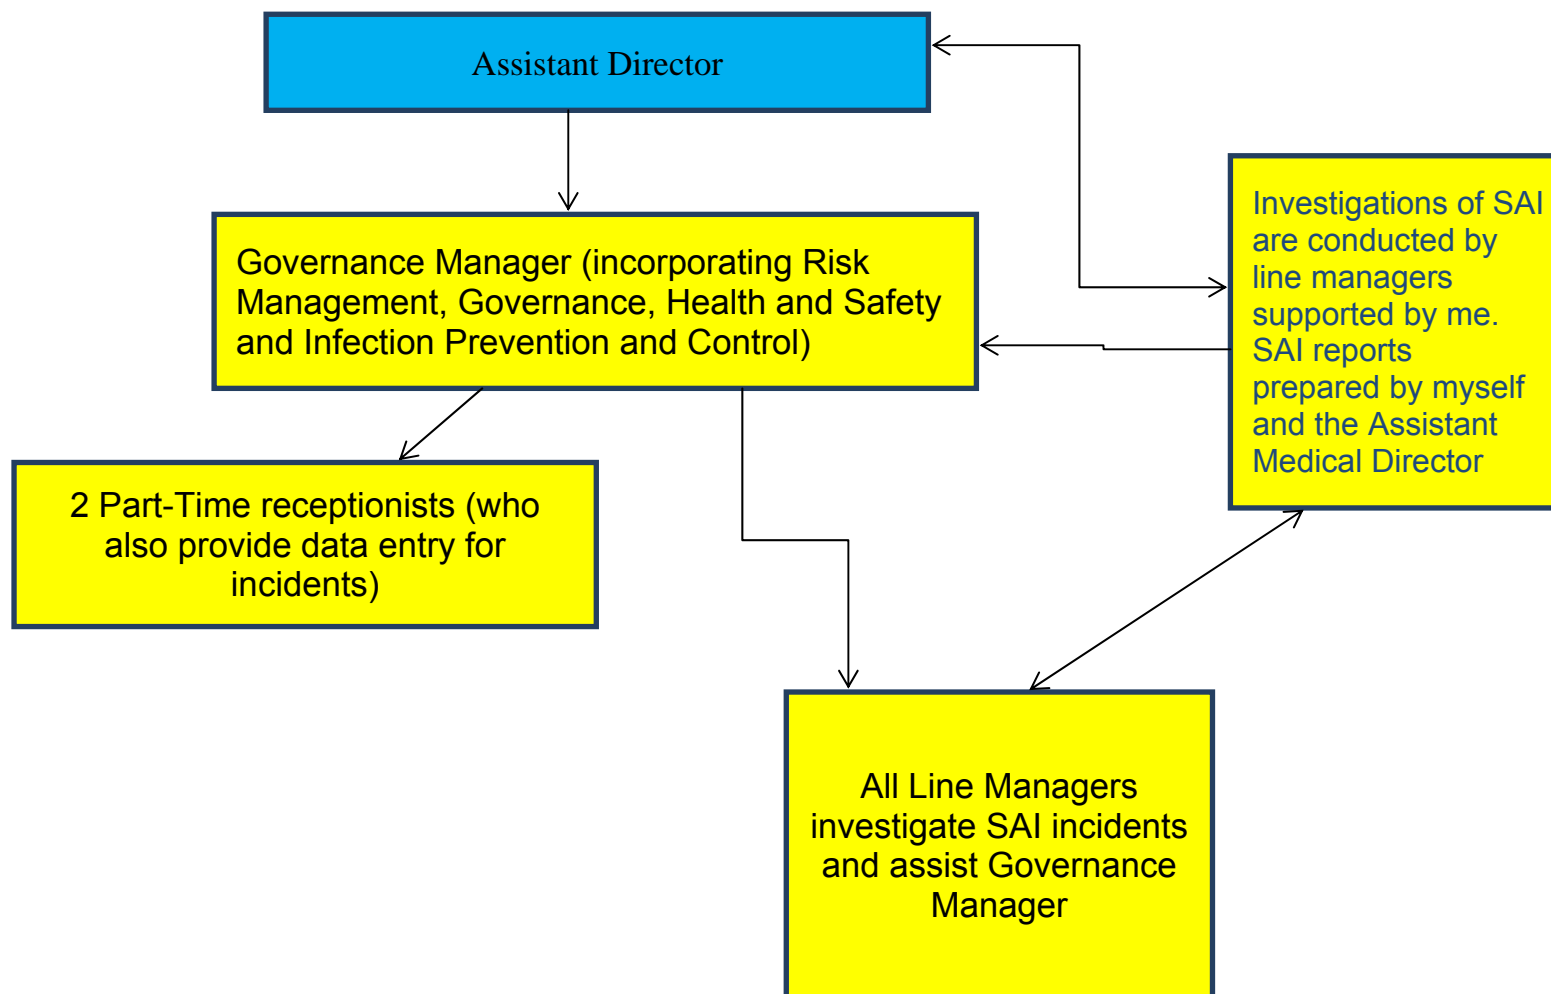 Assistant Director
Governance Manager (incorporating Risk
Management, Governance, Health and Safety
and Infection Prevention and Control)
Investigations of SAI
are conducted by
line managers
supported by me.
SAI reports
prepared by myself
and the Assistant
Medical Director
2 Part-Time receptionists (who
also provide data entry for
incidents)
All Line Managers
investigate SAI incidents
and assist Governance
Manager